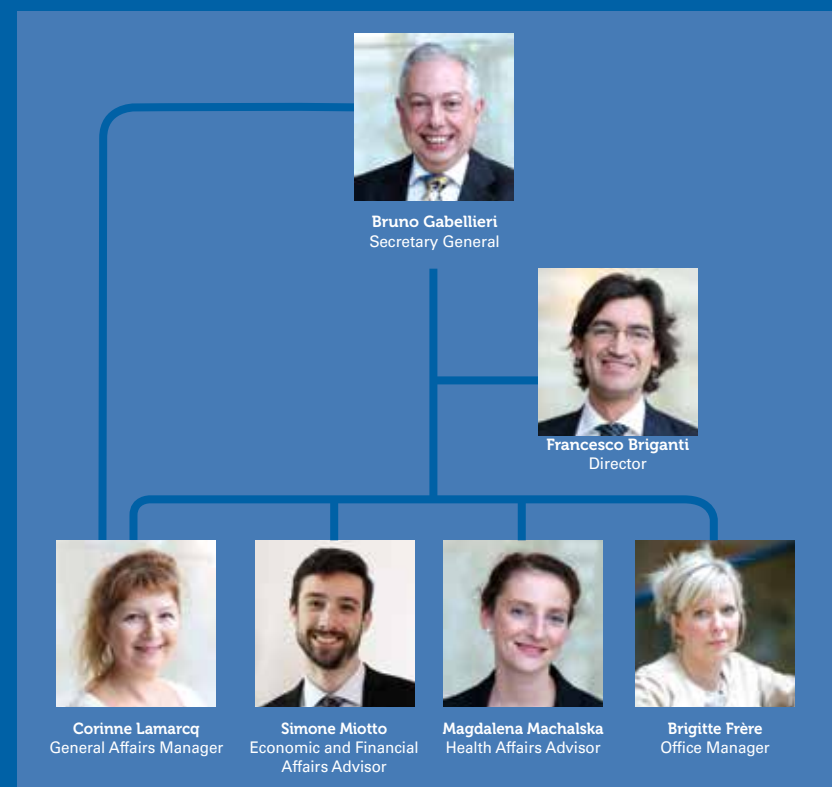 Bruno Gabellieri
Secretary General
Francesco Briganti
Director
Corinne Lamarcq
General Affairs Manager
Simone Miotto
Economic and Financial
Affairs Advisor
Magdalena Machalska
Health Affairs Advisor
Brigitte Frère
Office Manager